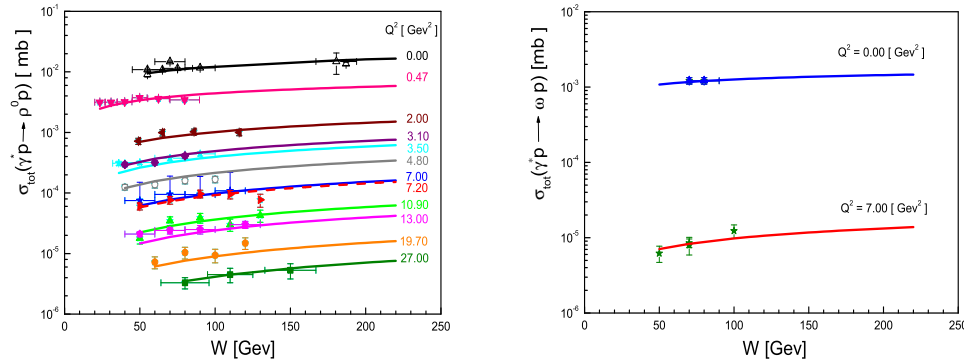 σtot(γ*p → ρ⁰p) [ mb]
10⁻¹
10⁻²
10⁻³
10⁻⁴
10⁻⁵
10⁻⁶
Q² [ Gev²]
0.00
0.47
2.00
3.10
3.50
4.80
7.00
7.20
10.90
13.00
19.70
27.00
0 50 100 150 200 250
W [Gev]
σtot(γ*p → ω p) [ mb]
10⁻²
10⁻³
10⁻⁴
10⁻⁵
10⁻⁶
Q² = 0.00 [ Gev²]
Q² = 7.00 [ Gev²]
0 50 100 150 200 250
W [Gev]